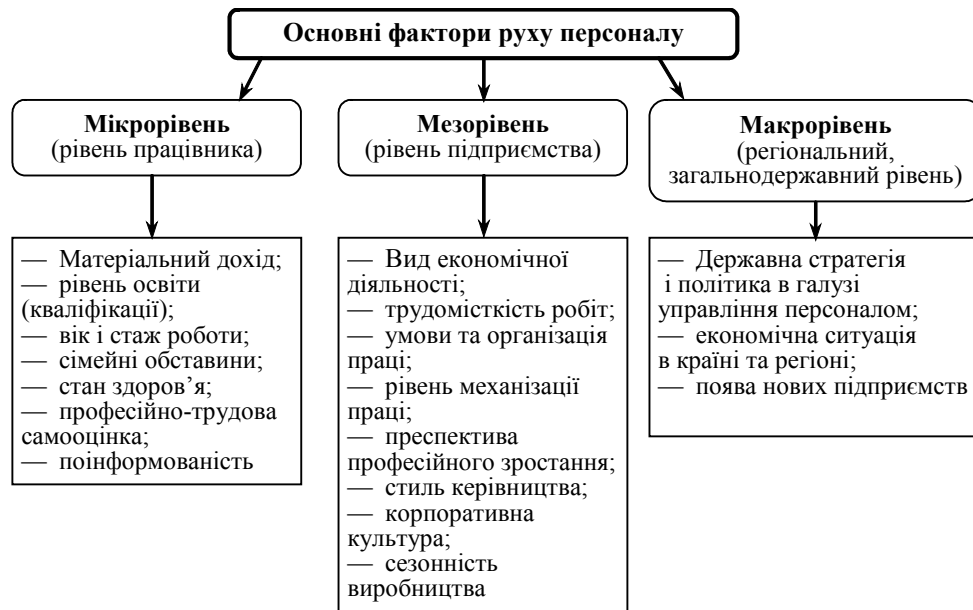 Основні фактори руху персоналу
Мікрорівень
(рівень працівника)
Мезорівень
(рівень підприємства)
Макрорівень
(регіональний,
загальнодержавний рівень)
— Матеріальний дохід;
— рівень освіти
(кваліфікації);
— вік і стаж роботи;
— сімейні обставини;
— стан здоров’я;
— професійно-трудова
самооцінка;
— поінформованість
— Вид економічної
діяльності;
— трудомісткість робіт;
— умови та організація
праці;
— рівень механізації
праці;
— преспектива
професійного зростання;
— стиль керівництва;
— корпоративна
культура;
— сезонність
виробництва
— Державна стратегія
і політика в галузі
управління персоналом;
— економічна ситуація
в країні та регіоні;
— поява нових підприємств